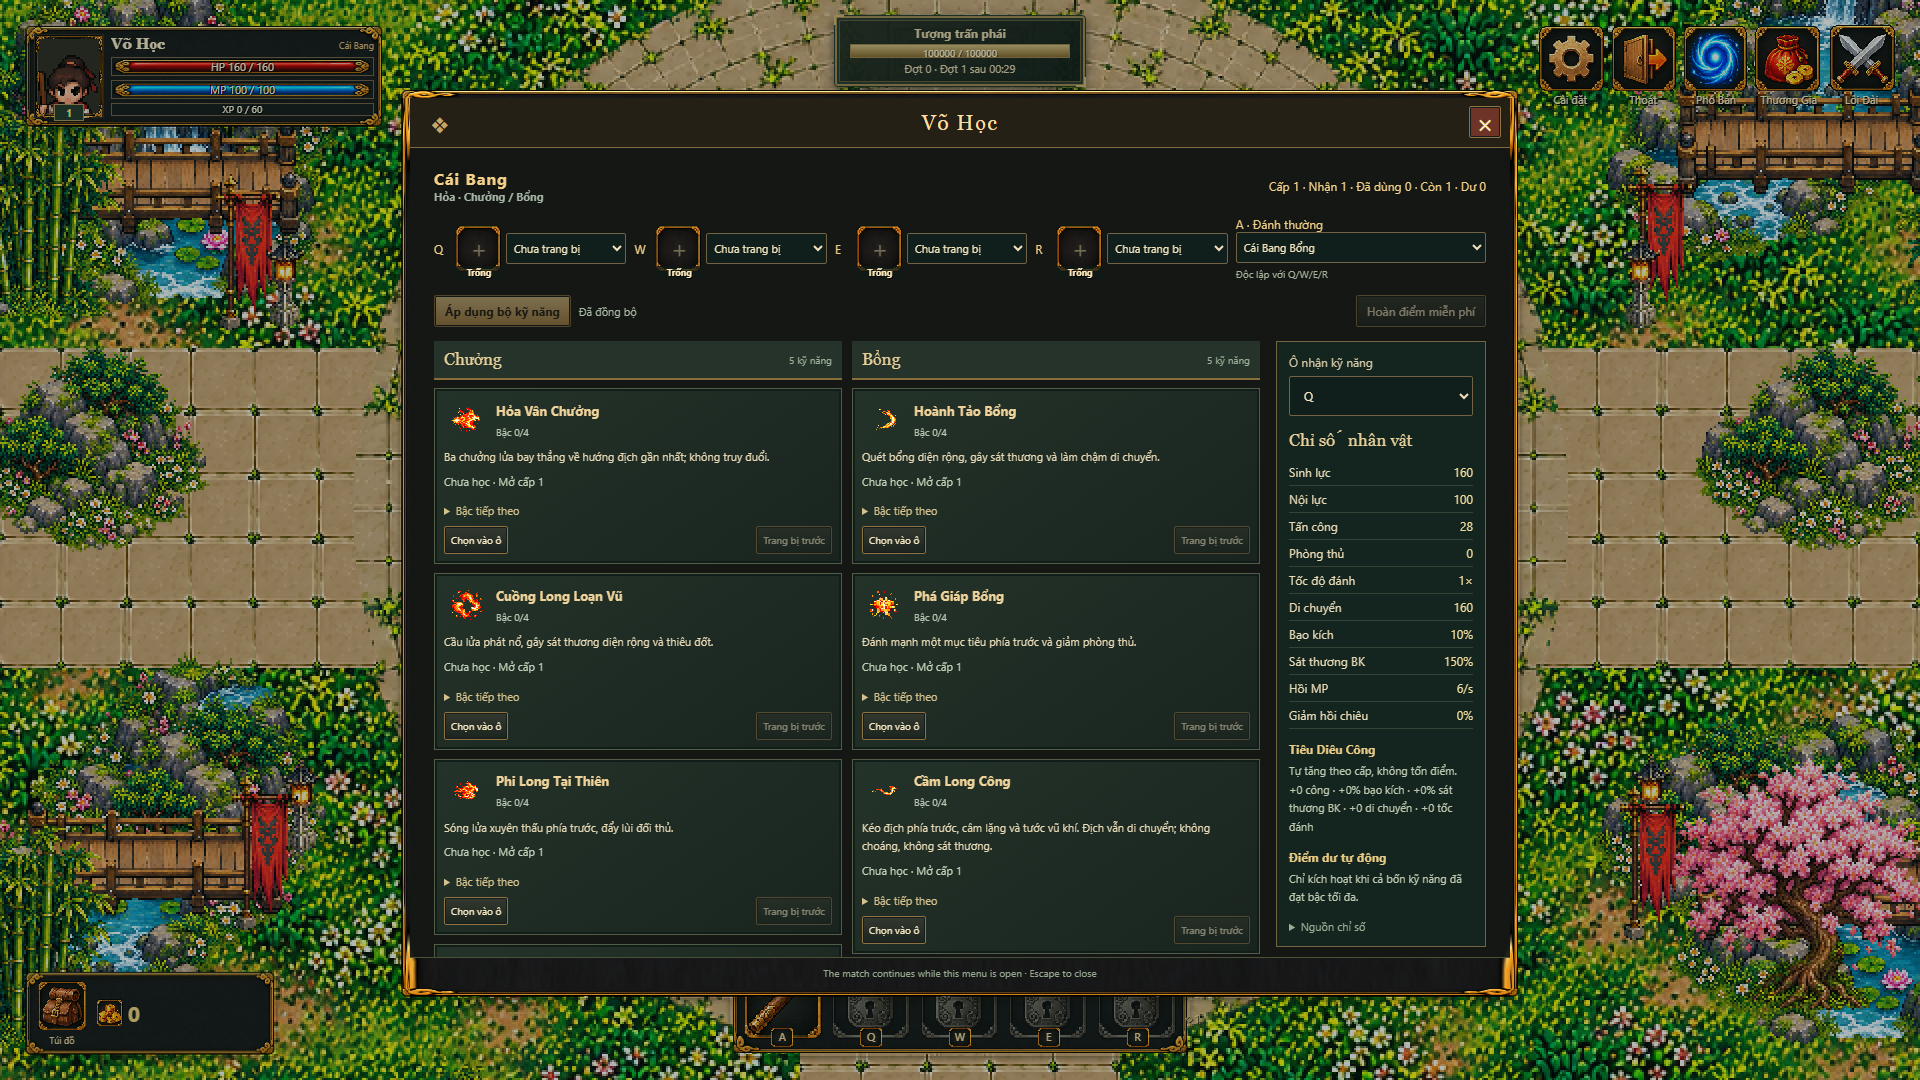 Võ Học
Cái Bang
HP 160 / 160
MP 100 / 100
XP 0 / 60
1
Tượng trấn phái
100000 / 100000
Đợt 0 · Đợt 1 sau 00:29
Cài đặt
Thoát
Phó Bản
Thương Gia
Lôi Đài
Võ Học
Cái Bang
Hỏa · Chưởng / Bổng
Cấp 1 · Nhận 1 · Đã dùng 0 · Còn 1 · Dư 0
Q
Trống
Chưa trang bị
W
Trống
Chưa trang bị
E
Trống
Chưa trang bị
R
Trống
Chưa trang bị
A · Đánh thường
Cái Bang Bổng
Độc lập với Q/W/E/R
Áp dụng bộ kỹ năng
Đã đồng bộ
Hoàn điểm miễn phí
Chưởng
5 kỹ năng
Hỏa Vân Chưởng
Bậc 0/4
Ba chưởng lửa bay thẳng về hướng địch gần nhất; không truy đuổi.
Chưa học · Mở cấp 1
Bậc tiếp theo
Chọn vào ô
Trang bị trước
Cuồng Long Loạn Vũ
Bậc 0/4
Cầu lửa phát nổ, gây sát thương diện rộng và thiêu đốt.
Chưa học · Mở cấp 1
Bậc tiếp theo
Chọn vào ô
Trang bị trước
Phi Long Tại Thiên
Bậc 0/4
Sóng lửa xuyên thấu phía trước, đẩy lùi đối thủ.
Chưa học · Mở cấp 1
Bậc tiếp theo
Chọn vào ô
Trang bị trước
Bổng
5 kỹ năng
Hoành Tảo Bổng
Bậc 0/4
Quét bổng diện rộng, gây sát thương và làm chậm di chuyển.
Chưa học · Mở cấp 1
Bậc tiếp theo
Chọn vào ô
Trang bị trước
Phá Giáp Bổng
Bậc 0/4
Đánh mạnh một mục tiêu phía trước và giảm phòng thủ.
Chưa học · Mở cấp 1
Bậc tiếp theo
Chọn vào ô
Trang bị trước
Cầm Long Công
Bậc 0/4
Kéo địch phía trước, câm lặng và tước vũ khí. Địch vẫn di chuyển; không
choáng, không sát thương.
Chưa học · Mở cấp 1
Bậc tiếp theo
Chọn vào ô
Trang bị trước
Ô nhận kỹ năng
Q
Chỉ số nhân vật
Sinh lực 160
Nội lực 100
Tấn công 28
Phòng thủ 0
Tốc độ đánh 1×
Di chuyển 160
Bạo kích 10%
Sát thương BK 150%
Hồi MP 6/s
Giảm hồi chiêu 0%
Tiêu Diêu Công
Tự tăng theo cấp, không tốn điểm.
+0 công · +0% bạo kích · +0% sát
thương BK · +0 di chuyển · +0 tốc
đánh
Điểm dư tự động
Chỉ kích hoạt khi cả bốn kỹ năng đã
đạt bậc tối đa.
Nguồn chỉ số
The match continues while this menu is open · Escape to close
0
Túi đồ
A
Q
W
E
R